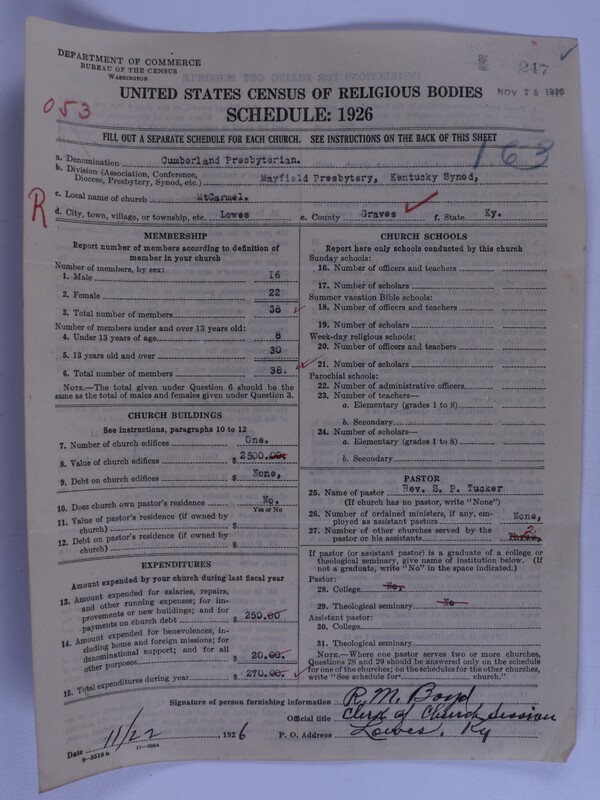 DEPARTMENT OF COMMERCE
BUREAU OF THE CENSUS
WASHINGTON
247
NOV 26 1926
UNITED STATES CENSUS OF RELIGIOUS BODIES
SCHEDULE: 1926
053
FILL OUT A SEPARATE SCHEDULE FOR EACH CHURCH. SEE INSTRUCTIONS ON THE BACK OF THIS SHEET
163
a. Denomination Cumberland Presbyterian.
b. Division (Association, Conference, Diocese, Presbytery, Synod, etc.) Mayfield Presbytery, Kentucky Synod,
c. Local name of church MtCarmel.
R
d. City, town, village, or township, etc. Lowes e. County Graves f. State Ky.
MEMBERSHIP
Report number of members according to definition of
member in your church
Number of members, by sex:
1. Male 16
2. Female 22
3. Total number of members 38
Number of members under and over 13 years old:
4. Under 13 years of age 8
5. 13 years old and over 30
6. Total number of members 38.
NOTE.—The total given under Question 6 should be the
same as the total of males and females given under Question 3.
CHURCH BUILDINGS
See instructions, paragraphs 10 to 12
7. Number of church edifices One.
8. Value of church edifices $ 2500.00.
9. Debt on church edifices $ None,
10. Does church own pastor's residence No.
Yes or No
11. Value of pastor's residence (if owned by
church) $
12. Debt on pastor's residence (if owned by
church) $
EXPENDITURES
Amount expended by your church during last fiscal year
13. Amount expended for salaries, repairs,
and other running expenses; for im-
provements or new buildings; and for
payments on church debt $ 250.00
14. Amount expended for benevolences, in-
cluding home and foreign missions; for
denominational support; and for all
other purposes $ 20.00.
15. Total expenditures during year $ 270.00.
CHURCH SCHOOLS
Report here only schools conducted by this church
Sunday schools:
16. Number of officers and teachers
17. Number of scholars
Summer vacation Bible schools:
18. Number of officers and teachers
19. Number of scholars
Week-day religious schools:
20. Number of officers and teachers
21. Number of scholars
Parochial schools:
22. Number of administrative officers
23. Number of teachers—
a. Elementary (grades 1 to 8)
b. Secondary
24. Number of scholars—
a. Elementary (grades 1 to 8)
b. Secondary
PASTOR
25. Name of pastor Rev. S. P. Tucker
(If church has no pastor, write "None")
26. Number of ordained ministers, if any, em-
ployed as assistant pastors None,
27. Number of other churches served by the
pastor or his assistants Three, 2
If pastor (or assistant pastor) is a graduate of a college or
theological seminary, give name of institution below. (If
not a graduate, write "No" in the space indicated.)
Pastor:
28. College No,
29. Theological seminary No
Assistant pastor:
30. College
31. Theological seminary
NOTE.—Where one pastor serves two or more churches,
Questions 28 and 29 should be answered only on the schedule
for one of the churches; on the schedules for the other churches,
write "See schedule for church."
Signature of person furnishing information R. M. Boyd
Official title Clerk of Church Session
Date 11/22, 1926 P. O. Address Lowes, Ky
8-5518a 11-9084